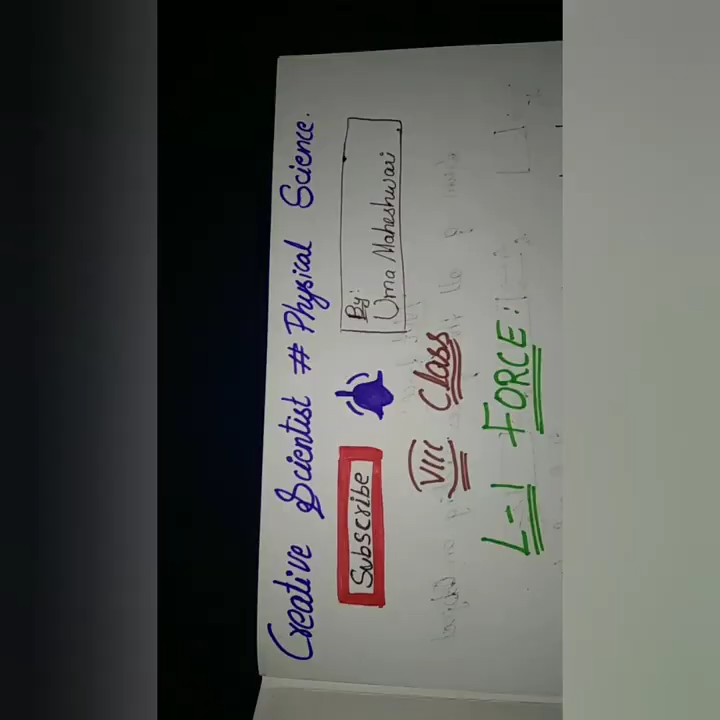 Creative Scientist # Physical Science.
Subscribe
By:
Uma Maheshwari
VIII Class
L-1 FORCE: